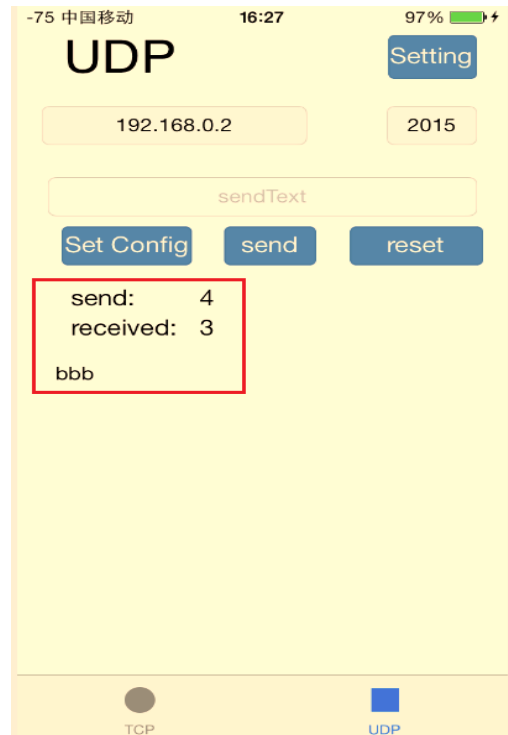 -75 中国移动 16:27 97%
UDP Setting
192.168.0.2 2015
sendText
Set Config send reset
send: 4
received: 3
bbb
TCP UDP